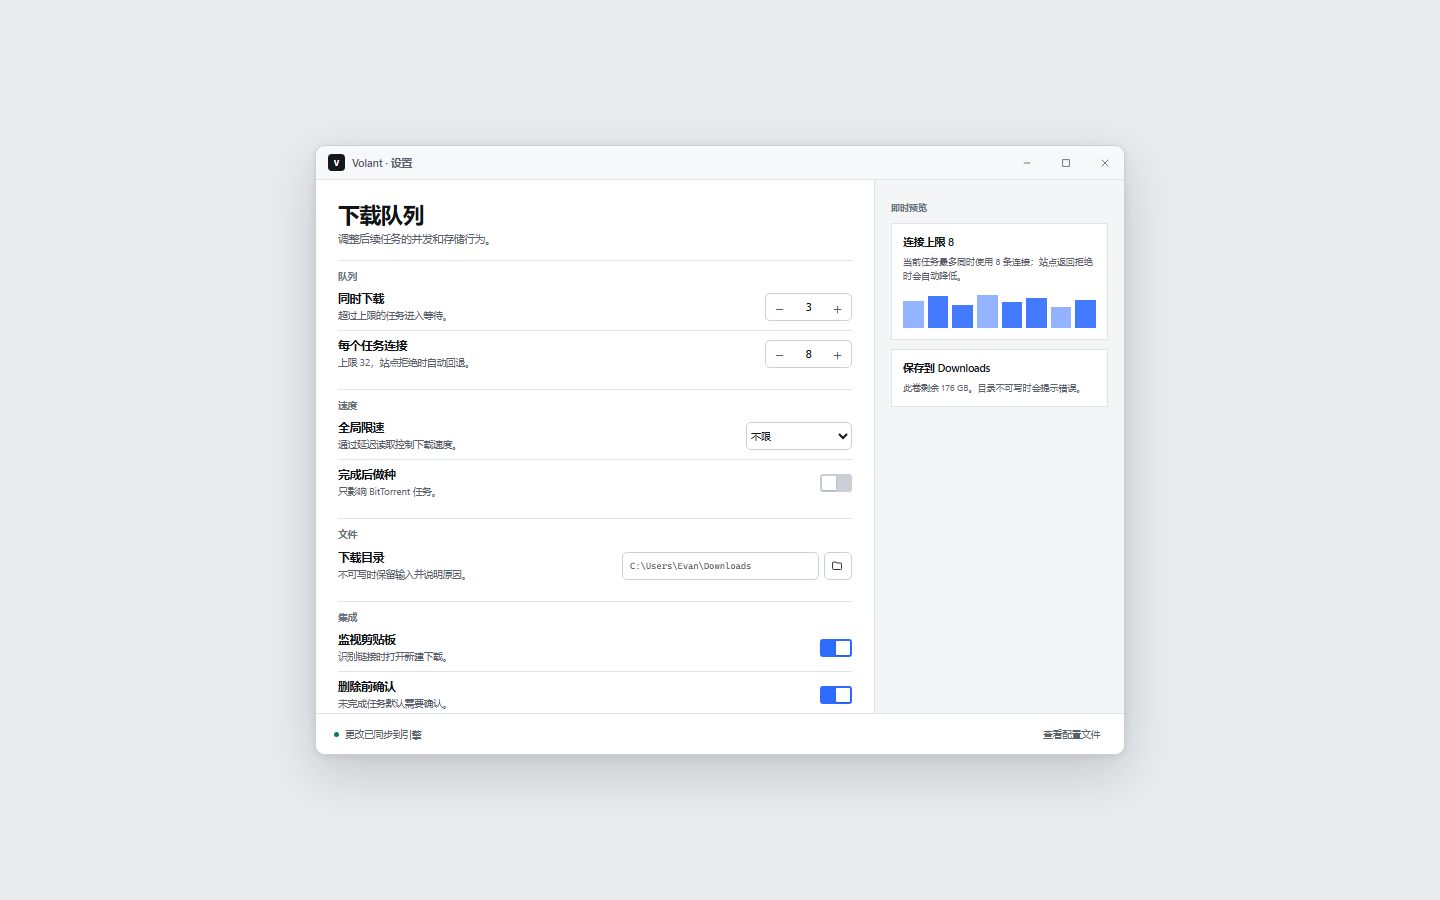 v Volant · 设置
下载队列
调整后续任务的并发和存储行为。
队列
同时下载
超过上限的任务进入等待。
− 3 +
每个任务连接
上限 32，站点拒绝时自动回退。
− 8 +
速度
全局限速
通过延迟读取控制下载速度。
不限
完成后做种
只影响 BitTorrent 任务。
文件
下载目录
不可写时保留输入并说明原因。
C:\Users\Evan\Downloads
集成
监视剪贴板
识别链接时打开新建下载。
删除前确认
未完成任务默认需要确认。
即时预览
连接上限 8
当前任务最多同时使用 8 条连接；站点返回拒绝
时会自动降低。
保存到 Downloads
此卷剩余 176 GB。目录不可写时会提示错误。
更改已同步到引擎
查看配置文件